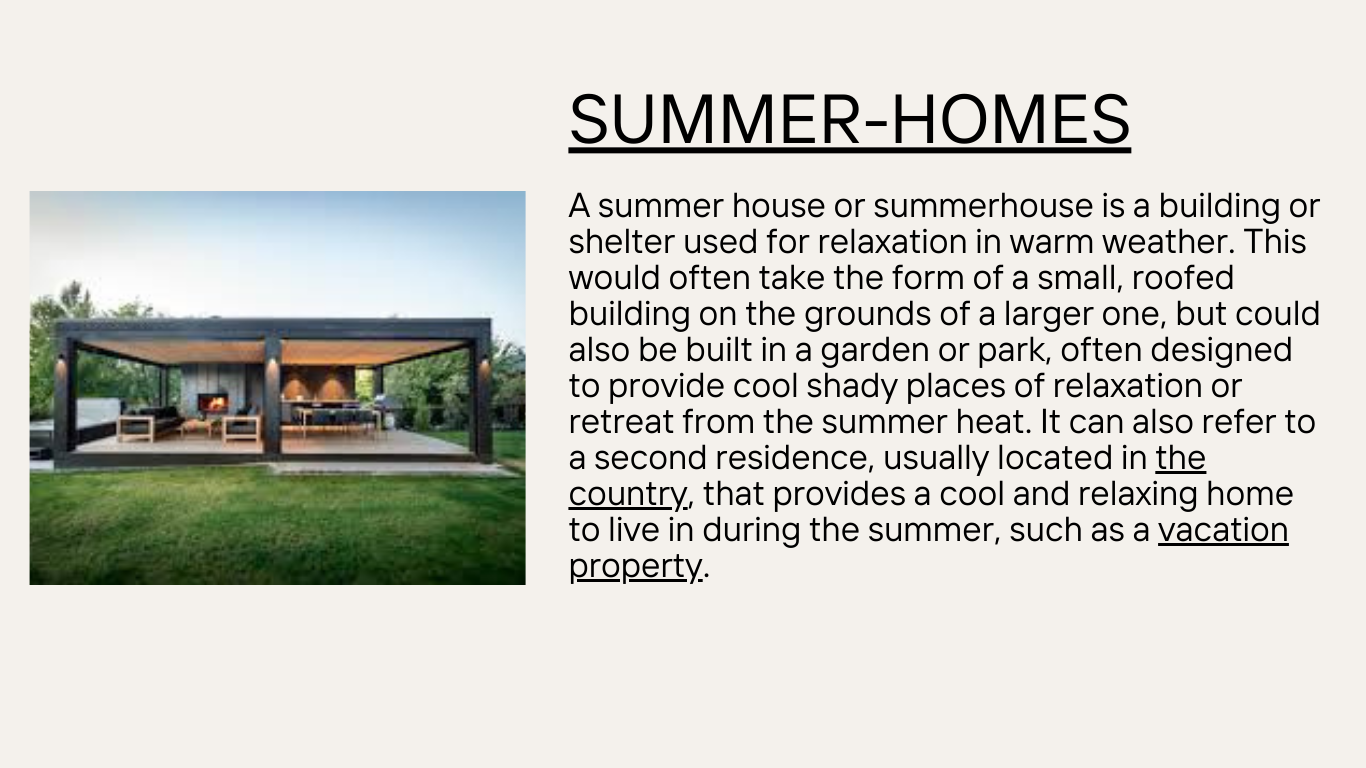 SUMMER-HOMES
A summer house or summerhouse is a building or
shelter used for relaxation in warm weather. This
would often take the form of a small, roofed
building on the grounds of a larger one, but could
also be built in a garden or park, often designed
to provide cool shady places of relaxation or
retreat from the summer heat. It can also refer to
a second residence, usually located in the
country, that provides a cool and relaxing home
to live in during the summer, such as a vacation
property.